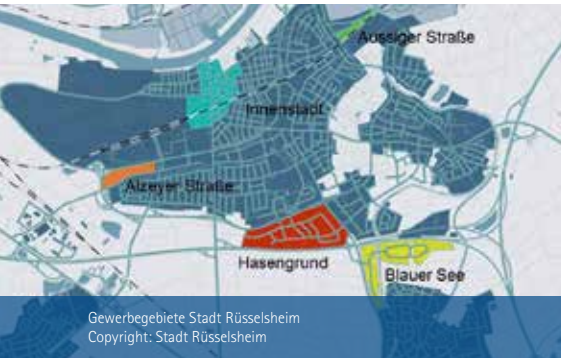 Aussiger Straße
Innenstadt
Alzeyer Straße
Hasengrund
Blauer See
Gewerbegebiete Stadt Rüsselsheim
Copyright: Stadt Rüsselsheim